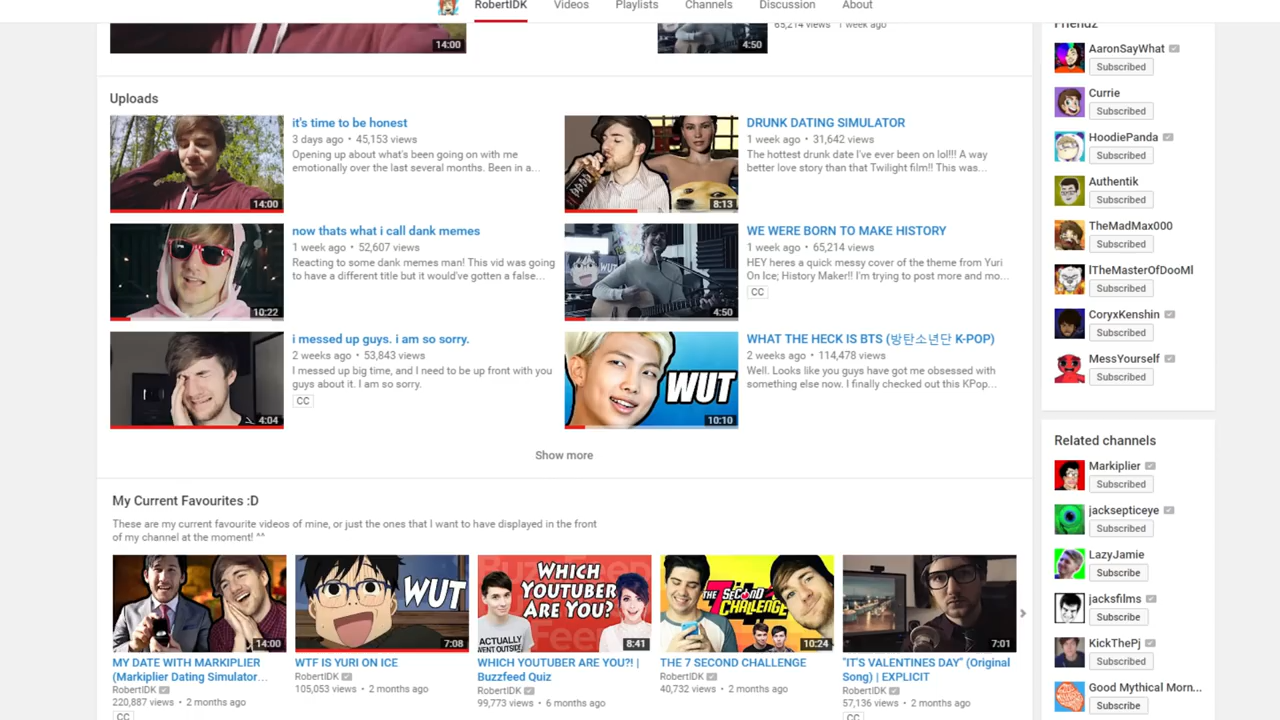 RobertIDK Videos Playlists Channels Discussion About
14:00
65,214 views 1 week ago
4:50
Uploads
it's time to be honest
3 days ago • 45,153 views
Opening up about what's been going on with me
emotionally over the last several months. Been in a...
14:00
DRUNK DATING SIMULATOR
1 week ago • 31,642 views
The hottest drunk date I've ever been on lol!!! A way
better love story than that Twilight film!! This was...
8:13
now thats what i call dank memes
1 week ago • 52,607 views
Reacting to some dank memes man! This vid was going
to have a different title but it would've gotten a false...
10:22
WE WERE BORN TO MAKE HISTORY
1 week ago • 65,214 views
HEY heres a quick messy cover of the theme from Yuri
On Ice; History Maker!! I'm trying to post more and mo...
CC
4:50
i messed up guys. i am so sorry.
2 weeks ago • 53,843 views
I messed up big time, and I need to be up front with you
guys about it. I am so sorry.
CC
4:04
WHAT THE HECK IS BTS (방탄소년단 K-POP)
2 weeks ago • 114,478 views
Well. Looks like you guys have got me obsessed with
something else now. I finally checked out this KPop...
WUT
10:10
Show more
My Current Favourites :D
These are my current favourite videos of mine, or just the ones that I want to have displayed in the front
of my channel at the moment! ^^
14:00
MY DATE WITH MARKIPLIER
(Markiplier Dating Simulator...
RobertIDK
220,887 views • 2 months ago
CC
WUT
7:08
WTF IS YURI ON ICE
RobertIDK
105,053 views • 2 months ago
WHICH
YOUTUBER
ARE YOU?
ACTUALLY
WENT OUTSIDE
8:41
WHICH YOUTUBER ARE YOU?! |
Buzzfeed Quiz
RobertIDK
99,773 views • 6 months ago
THE 7 SECOND
CHALLENGE
10:24
THE 7 SECOND CHALLENGE
RobertIDK
40,732 views • 2 months ago
7:01
"IT'S VALENTINES DAY" (Original
Song) | EXPLICIT
RobertIDK
57,136 views • 2 months ago
CC
Friendz
AaronSayWhat
Subscribed
Currie
Subscribed
HoodiePanda
Subscribed
Authentik
Subscribed
TheMadMax000
Subscribed
lTheMasterOfDooMl
Subscribed
CoryxKenshin
Subscribed
MessYourself
Subscribed
Related channels
Markiplier
Subscribed
jacksepticeye
Subscribed
LazyJamie
Subscribe
jacksfilms
Subscribe
KickThePj
Subscribed
Good Mythical Morn...
Subscribe